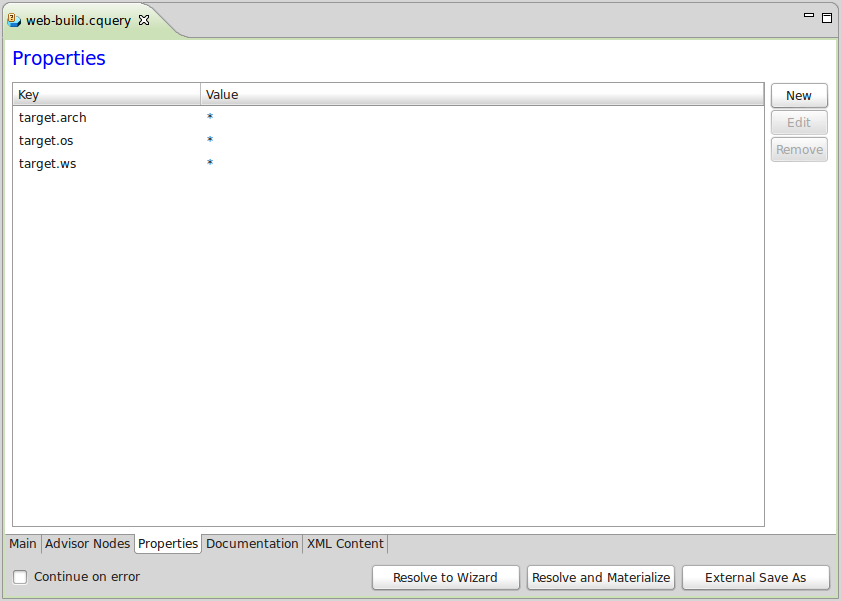 web-build.cquery
Properties
Key Value
New
target.arch *
Edit
target.os *
Remove
target.ws *
Main Advisor Nodes Properties Documentation XML Content
Continue on error Resolve to Wizard Resolve and Materialize External Save As